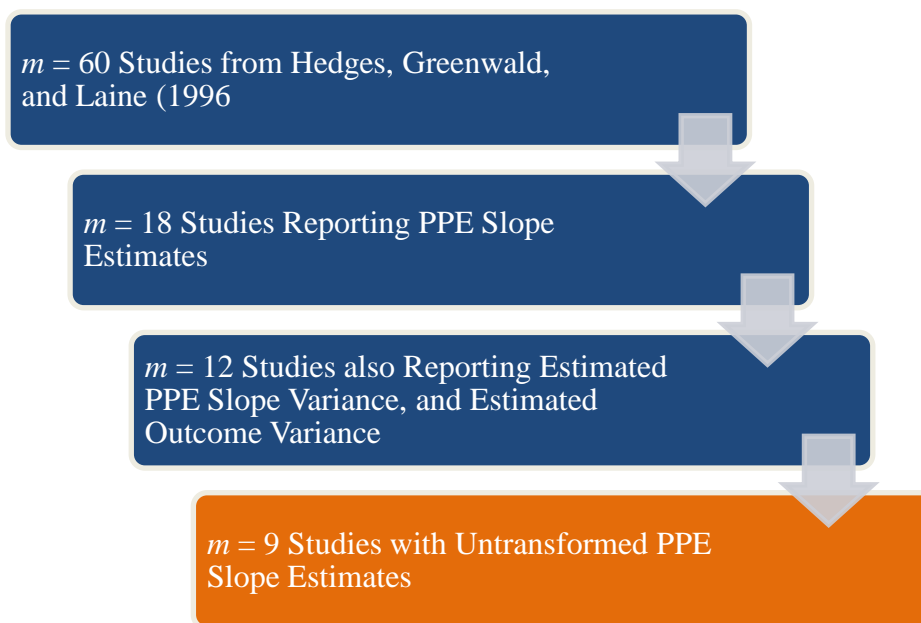 m = 60 Studies from Hedges, Greenwald,
and Laine (1996
m = 18 Studies Reporting PPE Slope
Estimates
m = 12 Studies also Reporting Estimated
PPE Slope Variance, and Estimated
Outcome Variance
m = 9 Studies with Untransformed PPE
Slope Estimates